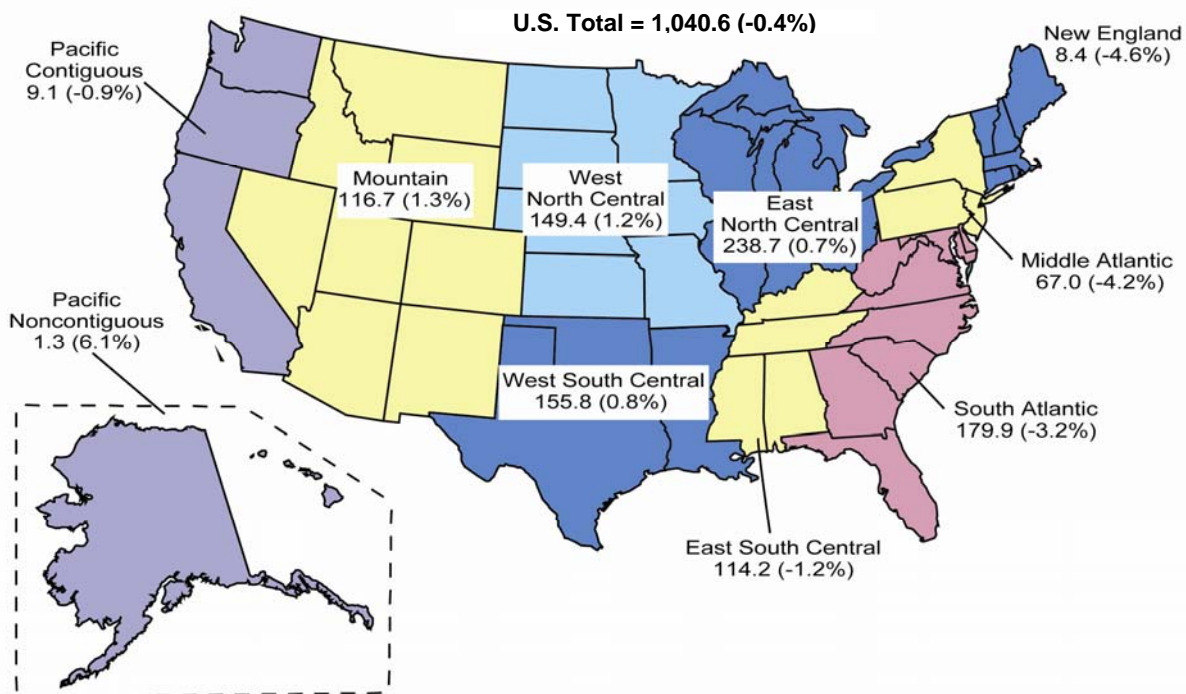 U.S. Total = 1,040.6 (-0.4%)
New England
8.4 (-4.6%)
Pacific
Contiguous
9.1 (-0.9%)
Mountain
116.7 (1.3%)
West
North Central
149.4 (1.2%)
East
North Central
238.7 (0.7%)
Middle Atlantic
67.0 (-4.2%)
Pacific
Noncontiguous
1.3 (6.1%)
West South Central
155.8 (0.8%)
South Atlantic
179.9 (-3.2%)
East South Central
114.2 (-1.2%)